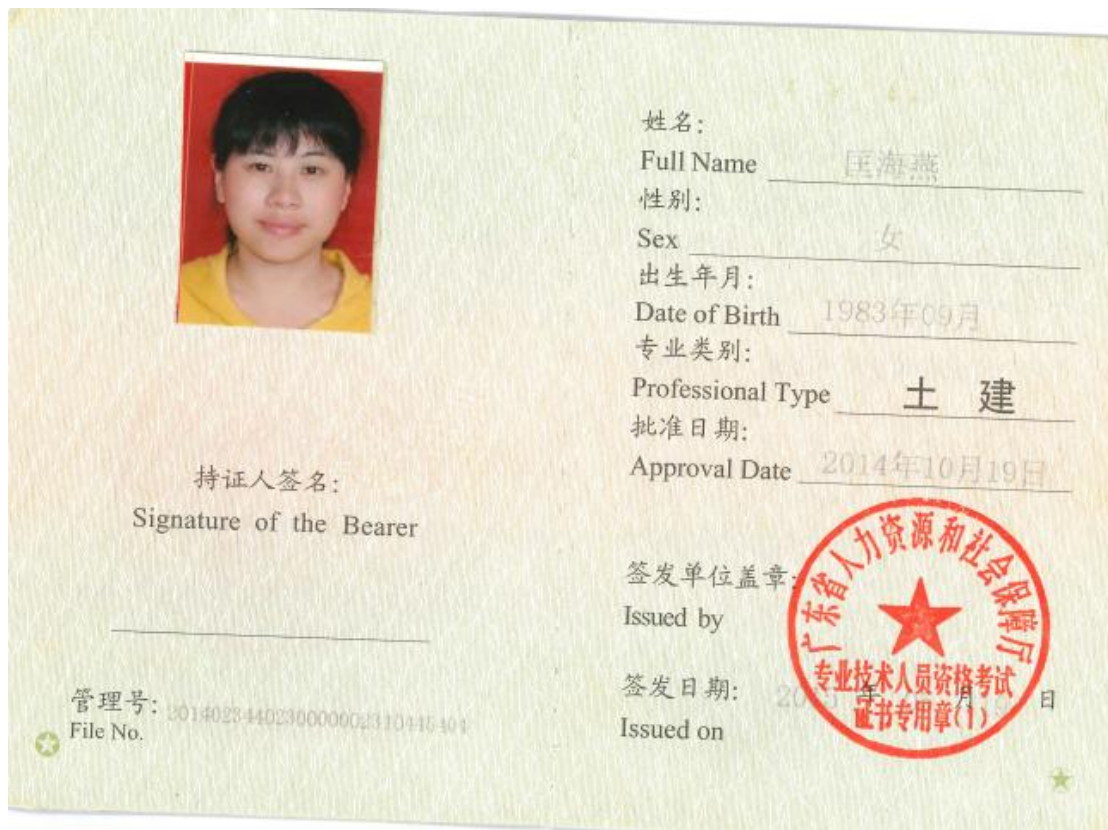 持证人签名:
Signature of the Bearer
管理号:
File No.
姓名:
Full Name 匡海燕
性别:
Sex 女
出生年月:
Date of Birth 1983年09月
专业类别:
Professional Type 土 建
批准日期:
Approval Date 2014年10月19日
签发单位盖章:
Issued by
签发日期: 年 月 日
Issued on
广东省人力资源和社会保障厅
专业技术人员资格考试
证书专用章(1)